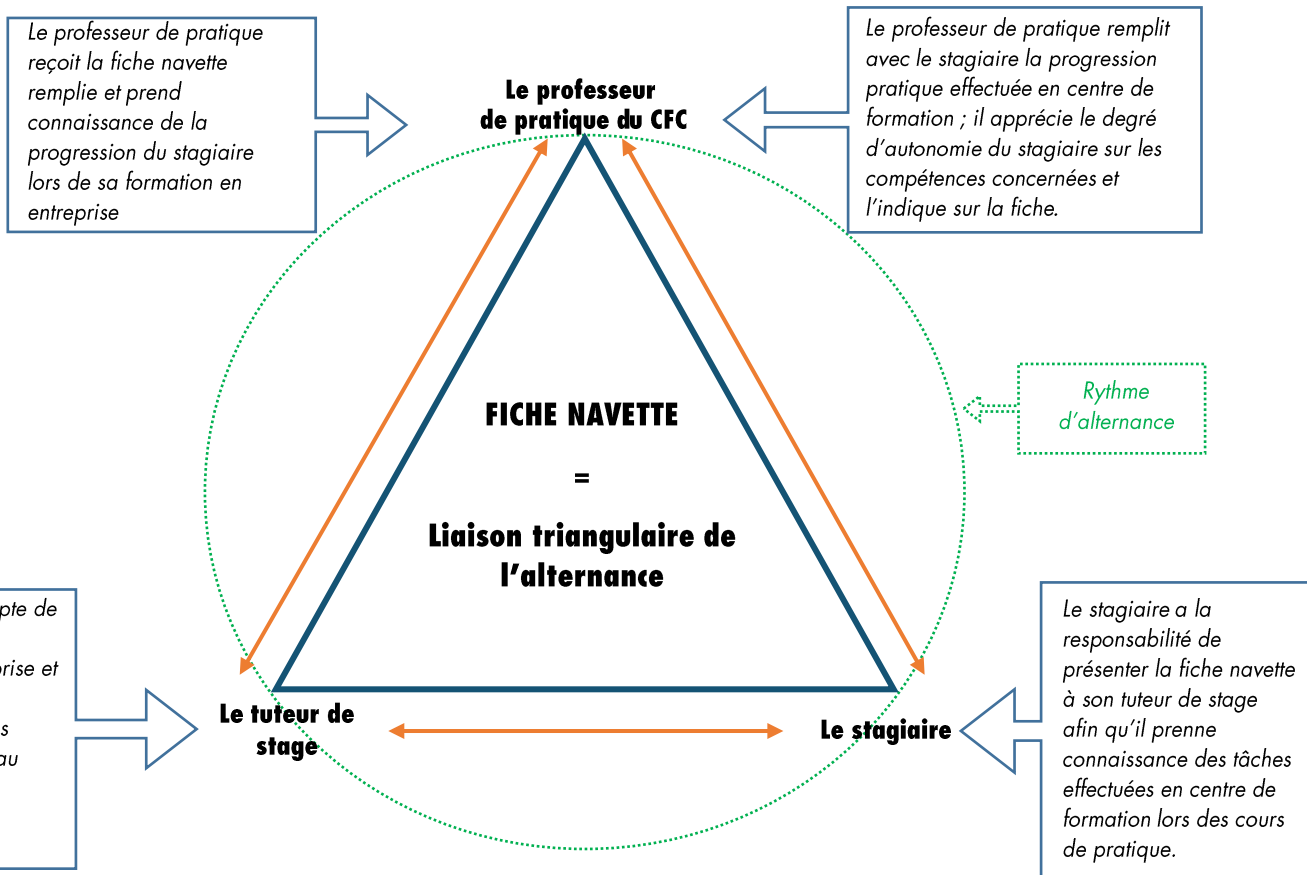 Le professeur de pratique
reçoit la fiche navette
remplie et prend
connaissance de la
progression du stagiaire
lors de sa formation en
entreprise
Le professeur
de pratique du CFC
Le professeur de pratique remplit
avec le stagiaire la progression
pratique effectuée en centre de
formation ; il apprécie le degré
d’autonomie du stagiaire sur les
compétences concernées et
l’indique sur la fiche.
Rythme
d’alternance
FICHE NAVETTE
=
Liaison triangulaire de
l’alternance
de
et
au
Le tuteur de
stage
Le stagiaire
Le stagiaire a la
responsabilité de
présenter la fiche navette
à son tuteur de stage
afin qu’il prenne
connaissance des tâches
effectuées en centre de
formation lors des cours
de pratique.